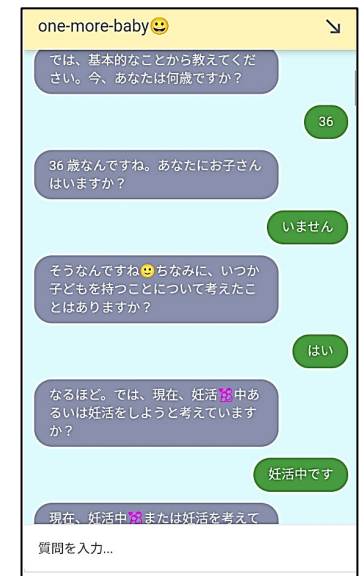 one-more-baby😀
では、基本的なことから教えてくだ
さい。今、あなたは何歳ですか？
36
36 歳なんですね。あなたにお子さん
はいますか？
いません
そうなんですね🙂ちなみに、いつか
子どもを持つことについて考えたこ
とはありますか？
はい
なるほど。では、現在、妊活👪中あ
るいは妊活をしようと考えています
か？
妊活中です
現在、妊活中👪または妊活を考えて
質問を入力...